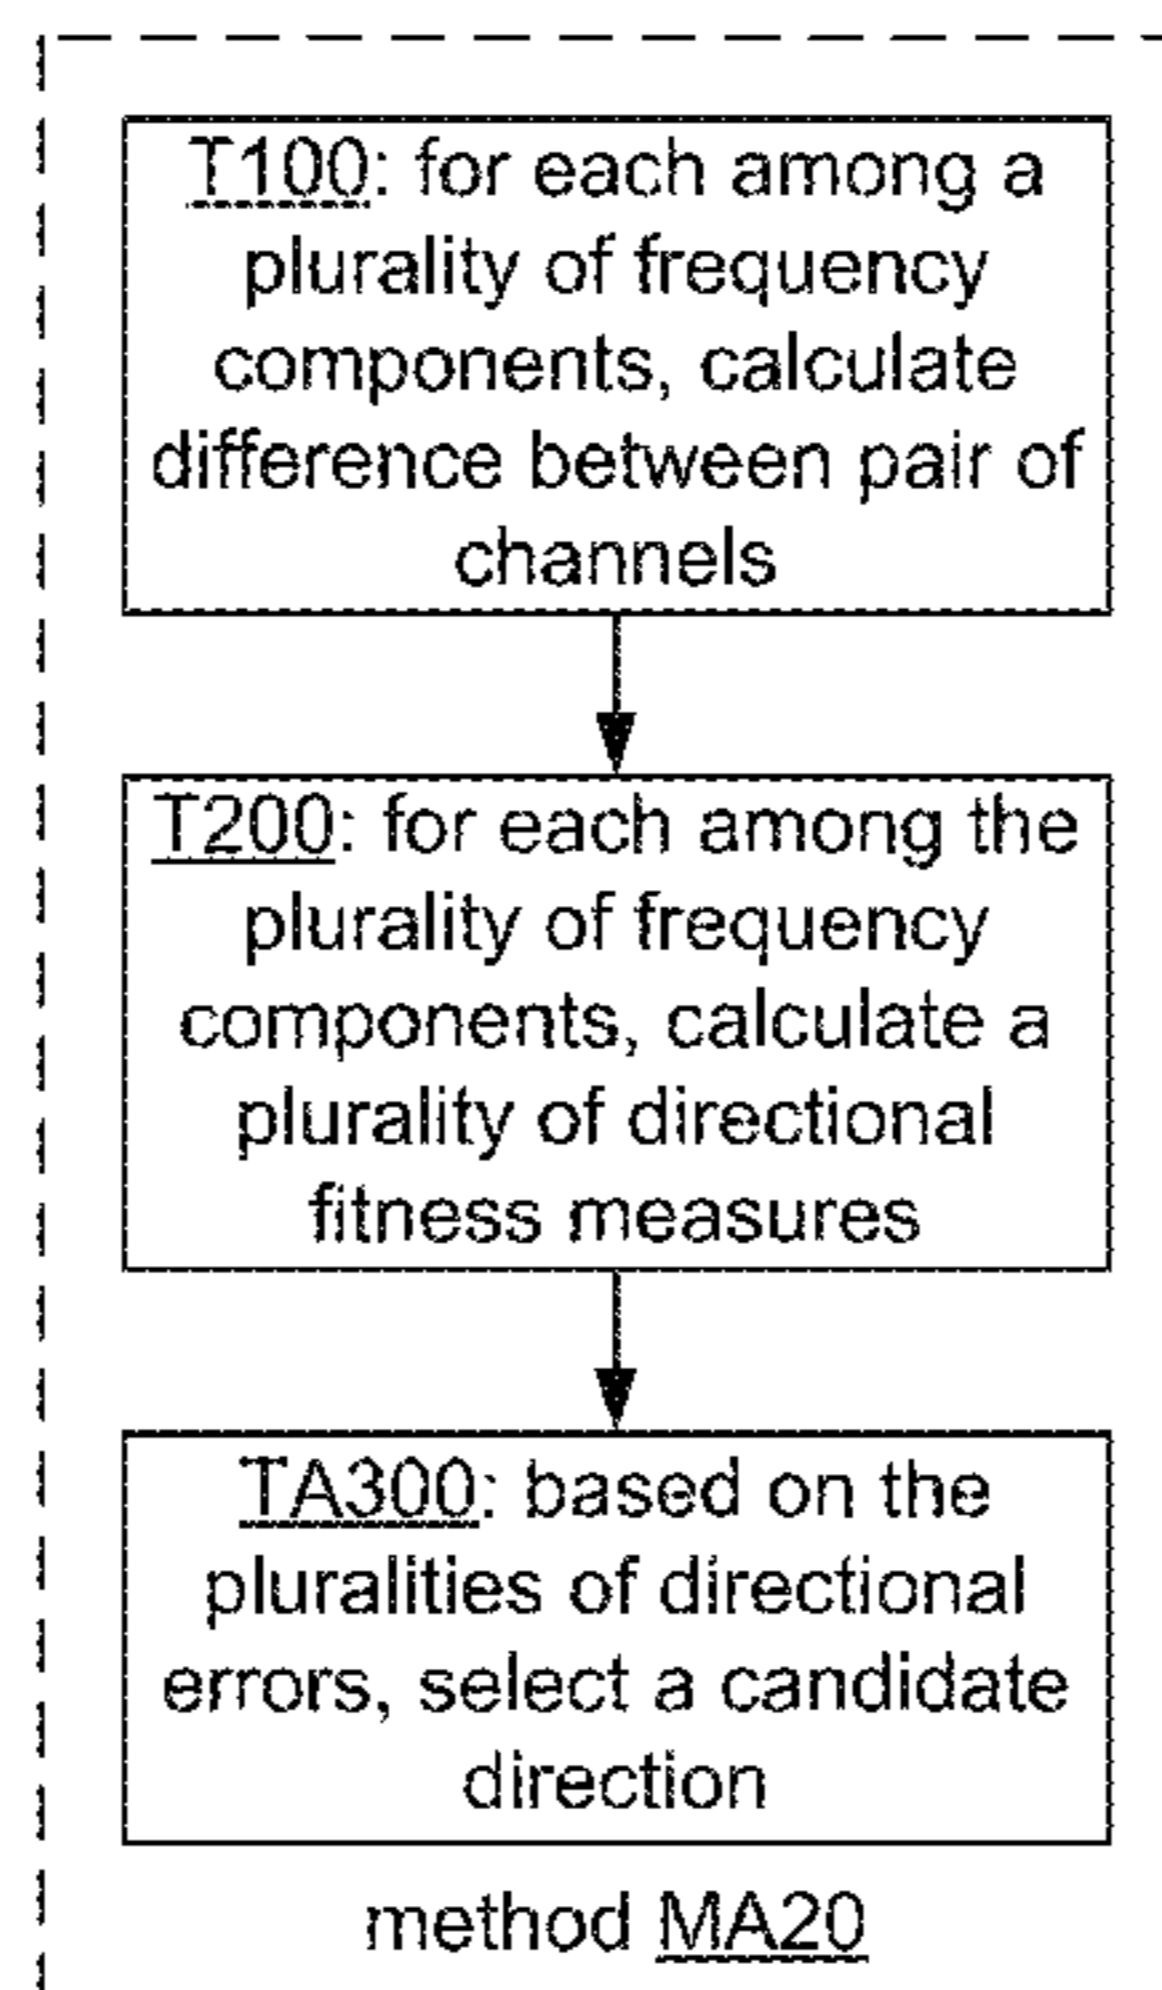 T100: for each among a
plurality of frequency
components, calculate
difference between pair of
channels
T200: for each among the
plurality of frequency
components, calculate a
plurality of directional
fitness measures
TA300: based on the
pluralities of directional
errors, select a candidate
direction
method MA20